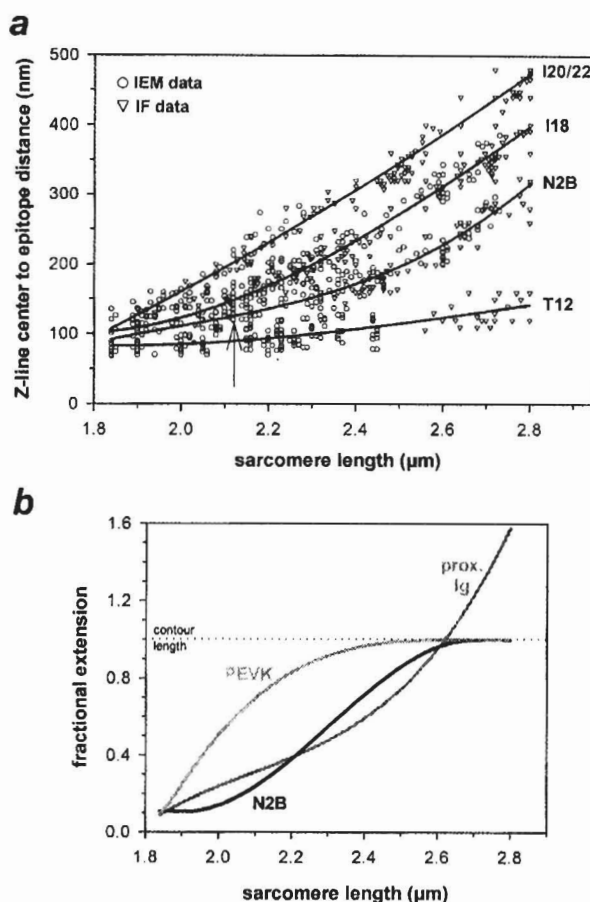 a
500
400
300
200
100
0
Z-line center to epitope distance (nm)
IEM data
IF data
I20/22
I18
N2B
T12
1.8 2.0 2.2 2.4 2.6 2.8
sarcomere length (µm)
b
1.6
1.2
0.8
0.4
0.0
fractional extension
contour
length
PEVK
N2B
prox.
Ig
1.8 2.0 2.2 2.4 2.6 2.8
sarcomere length (µm)